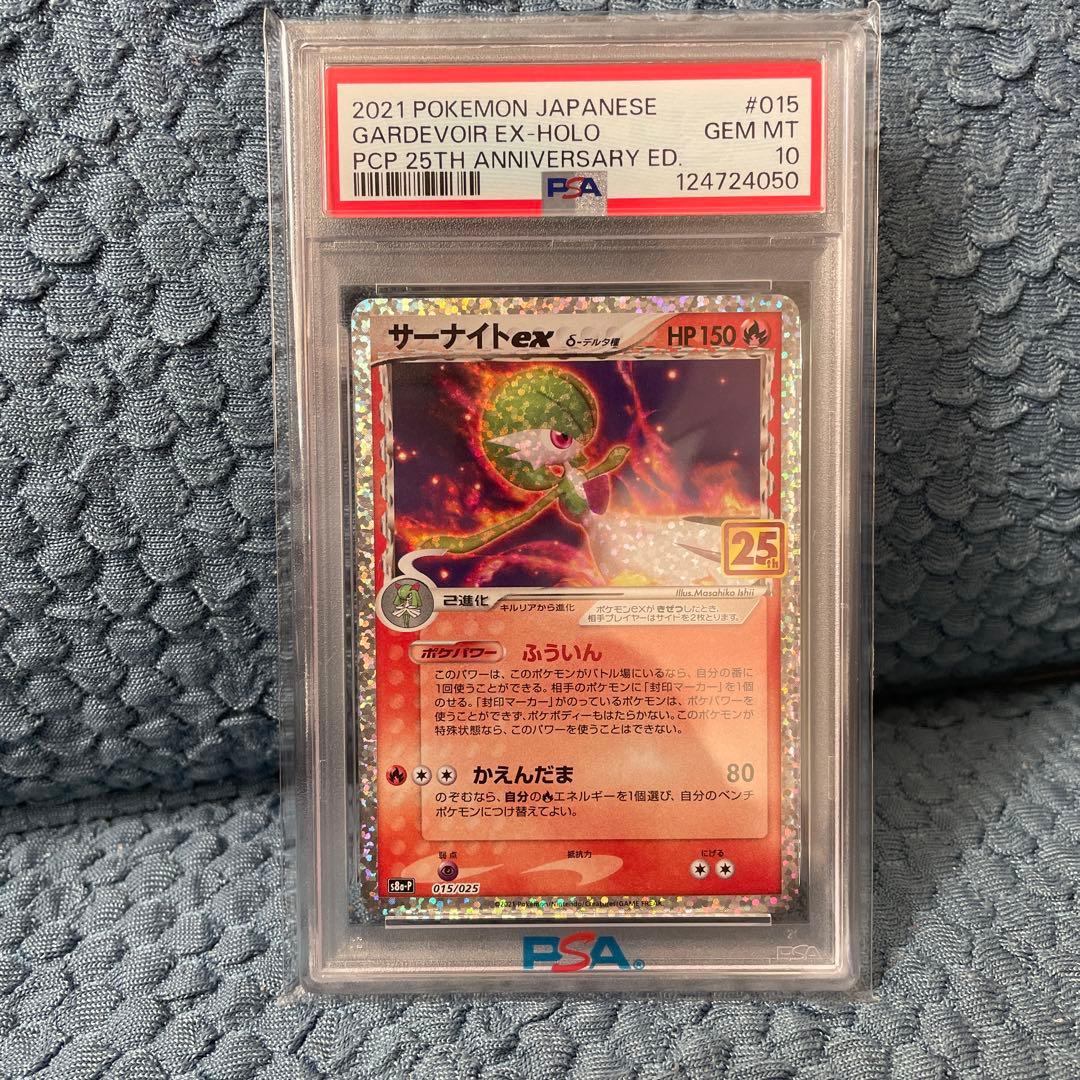 2021 POKEMON JAPANESE #015
GARDEVOIR EX-HOLO GEM MT
PCP 25TH ANNIVERSARY ED. 10
PSA 124724050
サーナイトex δ-デルタ種 HP150
25th
Illus.Masahiko Ishii
2進化 キルリアから進化
ポケモンexが きぜつしたとき、
相手プレイヤーはサイドを2枚とります。
ポケパワー ふういん
このパワーは、このポケモンがバトル場にいるなら、自分の番に
1回使うことができる。相手のポケモンに「封印マーカー」を1個
のせる。「封印マーカー」がのっているポケモンは、ポケパワーを
使うことができず、ポケボディーもはたらかない。このポケモンが
特殊状態なら、このパワーを使うことはできない。
かえんだま 80
のぞむなら、自分のエネルギーを1個選び、自分のベンチ
ポケモンにつけ替えてよい。
弱点 抵抗力 にげる
s8a-P 015/025
©2021 Pokémon/Nintendo/Creatures/GAME FREAK.
PSA®
PSA